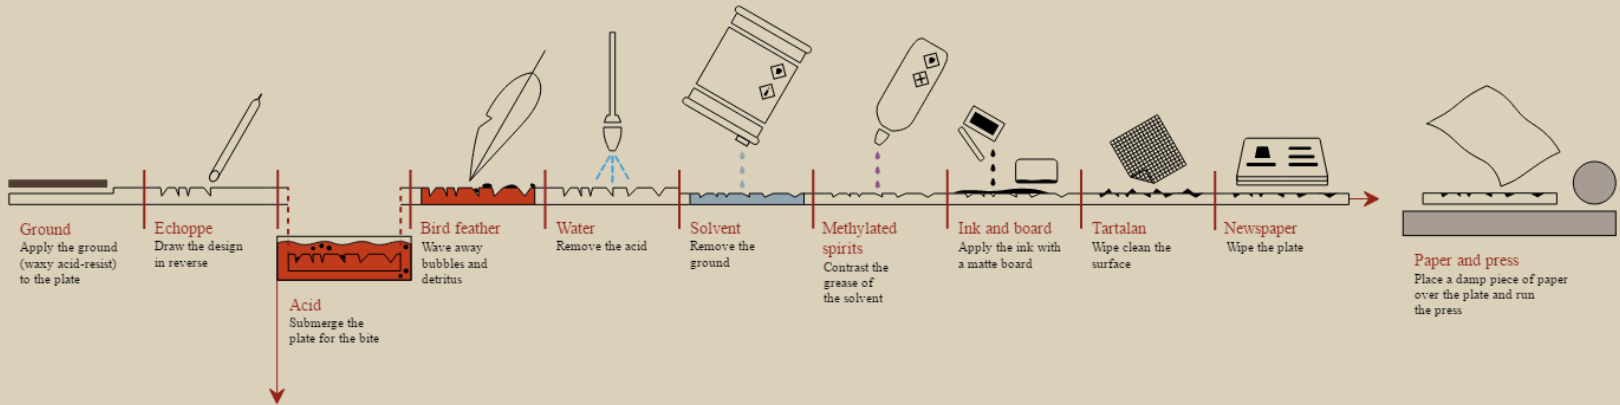 Ground
Apply the ground
(waxy acid-resist)
to the plate
Echoppe
Draw the design
in reverse
Acid
Submerge the
plate for the bite
Bird feather
Wave away
bubbles and
detritus
Water
Remove the acid
Solvent
Remove the
ground
Methylated
spirits
Contrast the
grease of
the solvent
Ink and board
Apply the ink with
a matte board
Tartalan
Wipe clean the
surface
Newspaper
Wipe the plate
Paper and press
Place a damp piece of paper
over the plate and run
the press